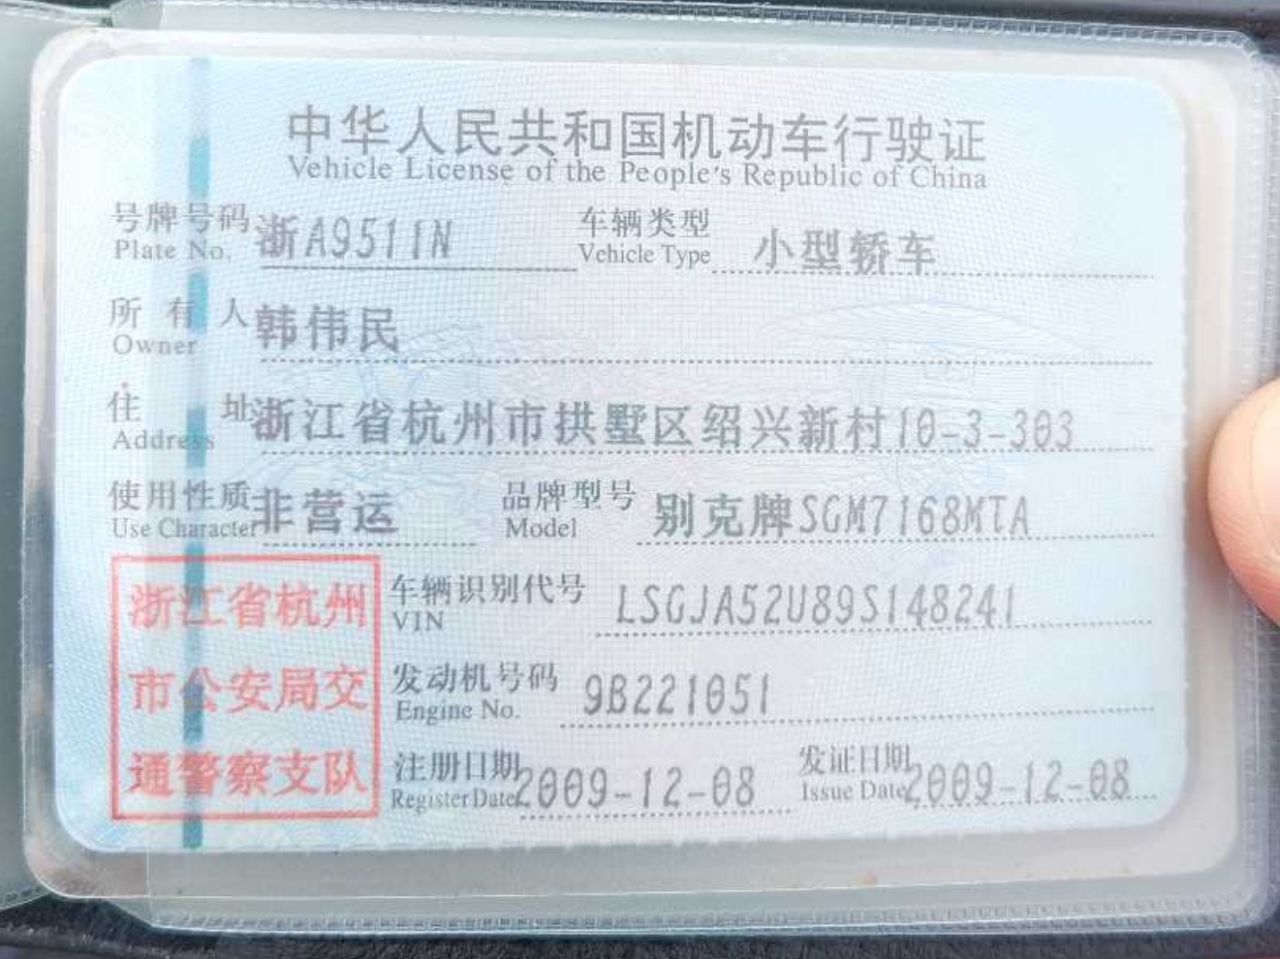 中华人民共和国机动车行驶证
Vehicle License of the People's Republic of China
号牌号码 浙A9511N 车辆类型 小型轿车
Plate No. Vehicle Type
所有人 韩伟民
Owner
住址 浙江省杭州市拱墅区绍兴新村10-3-303
Address
使用性质 非营运 品牌型号 别克牌SGM7168MTA
Use Character Model
浙江省杭州
市公安局交
通警察支队
车辆识别代号 LSGJA52U89S148241
VIN
发动机号码 9B221051
Engine No.
注册日期 2009-12-08 发证日期 2009-12-08
Register Date Issue Date